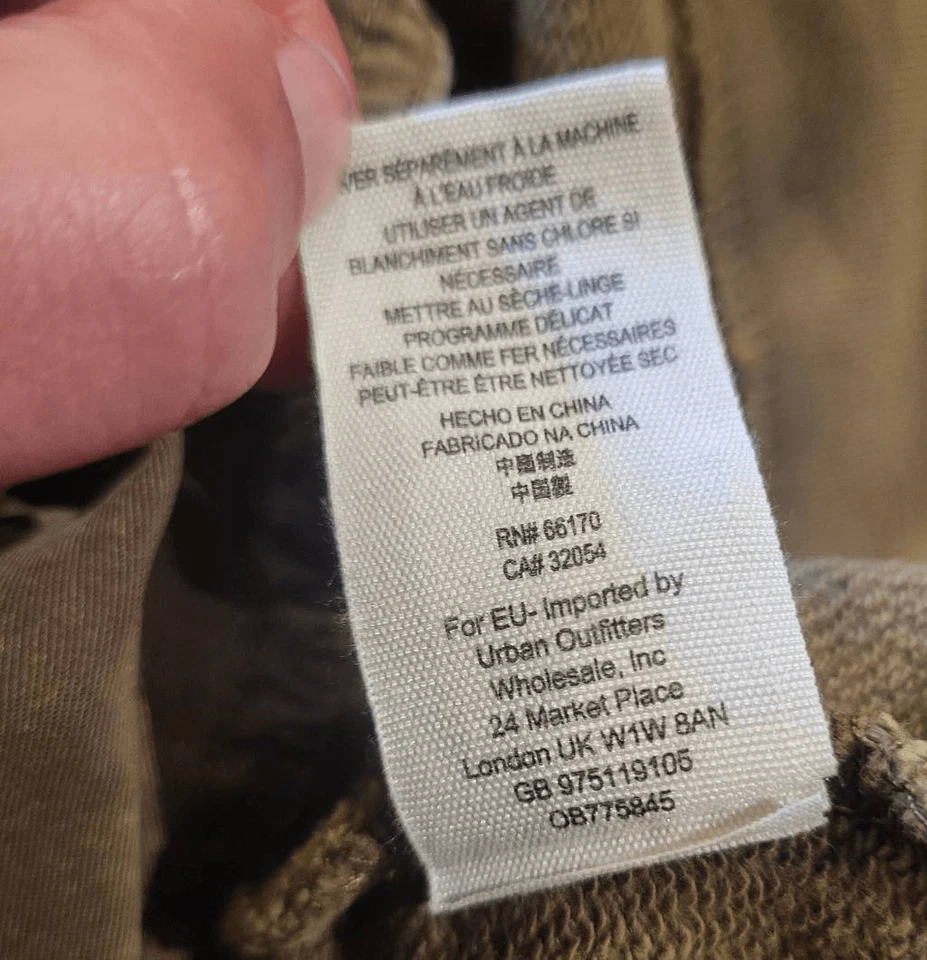 VER SÉPARÉMENT À LA MACHINE
À L'EAU FROIDE
UTILISER UN AGENT DE
BLANCHIMENT SANS CHLORE SI
NÉCESSAIRE
METTRE AU SÈCHE-LINGE
PROGRAMME DÉLICAT
FAIBLE COMME FER NÉCESSAIRES
PEUT-ÊTRE ÊTRE NETTOYÉE SEC
HECHO EN CHINA
FABRICADO NA CHINA
中國制造
中国製
RN# 66170
CA# 32054
For EU- Imported by
Urban Outfitters
Wholesale, Inc
24 Market Place
London UK W1W 8AN
GB 975119105
OB775845